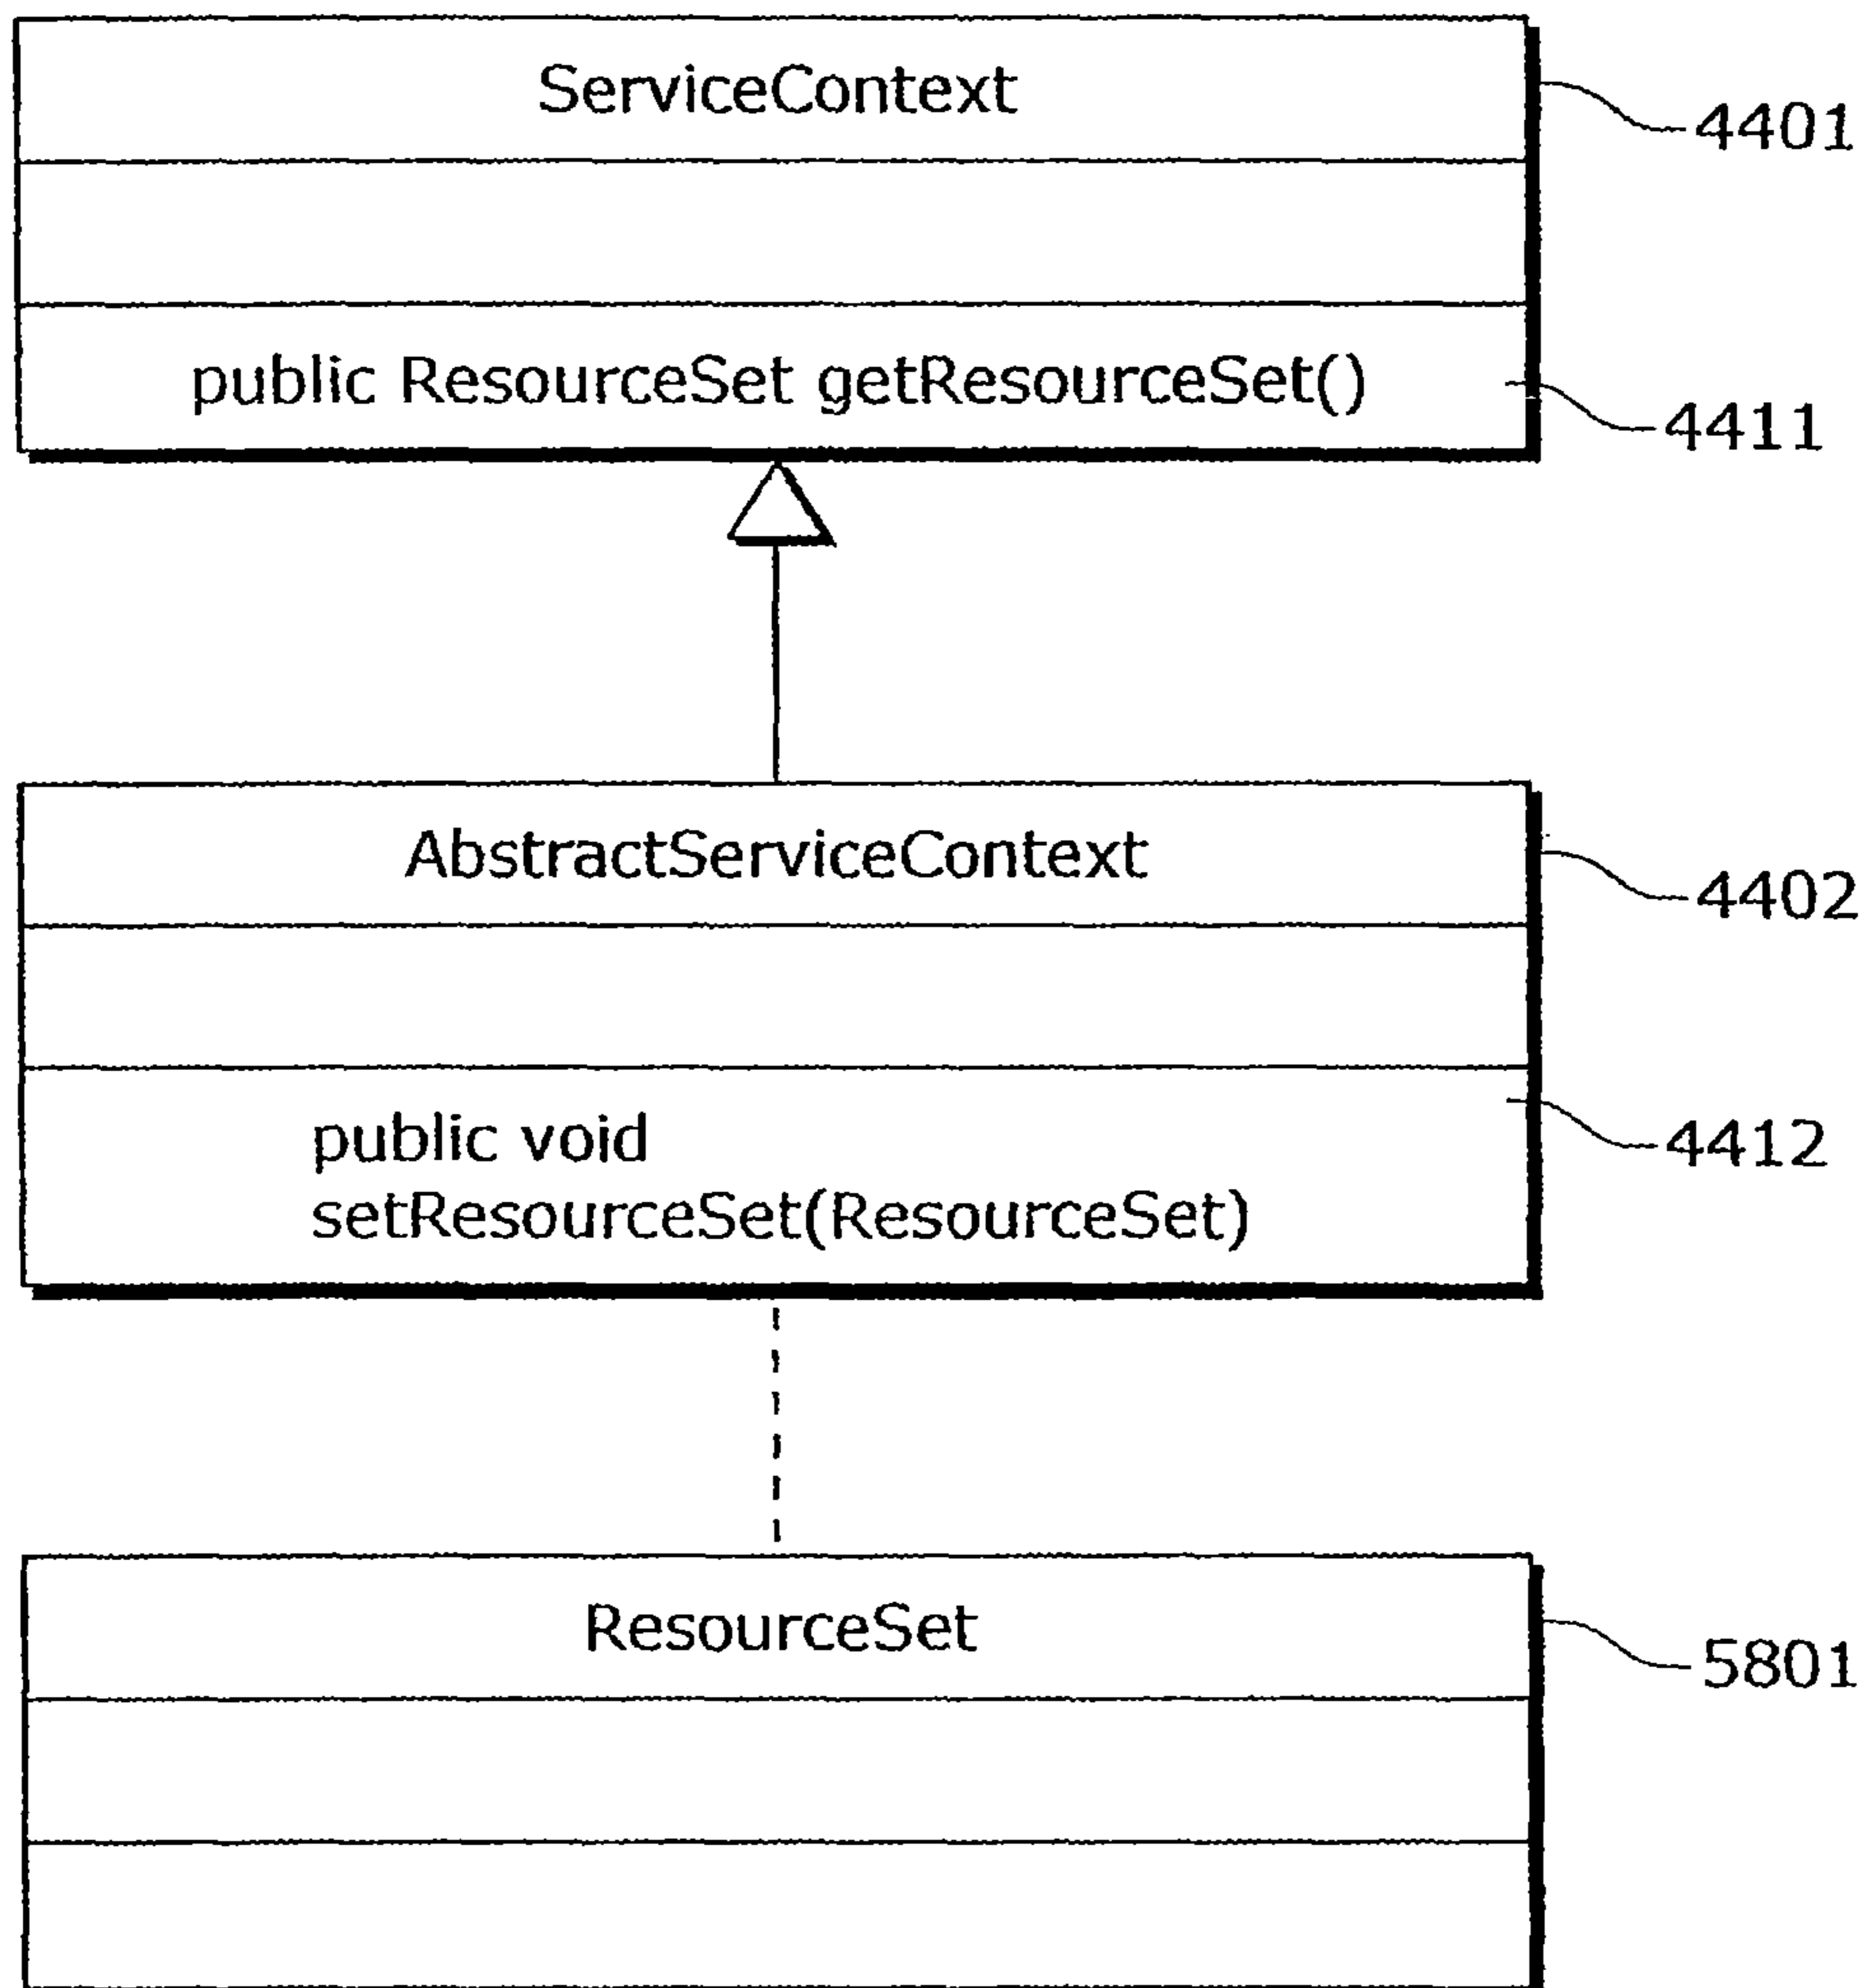 ServiceContext
4401
public ResourceSet getResourceSet()
4411
AbstractServiceContext
4402
public void
4412
setResourceSet(ResourceSet)
ResourceSet
5801